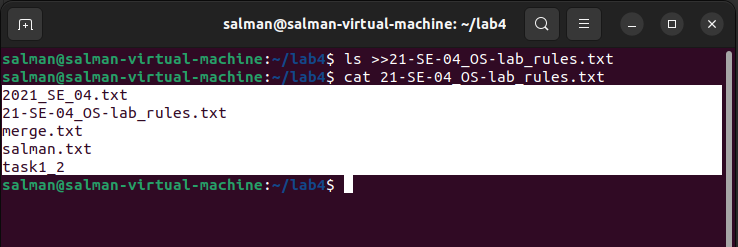 salman@salman-virtual-machine: ~/lab4
salman@salman-virtual-machine:~/lab4$ ls >>21-SE-04_OS-lab_rules.txt
salman@salman-virtual-machine:~/lab4$ cat 21-SE-04_OS-lab_rules.txt
2021_SE_04.txt
21-SE-04_OS-lab_rules.txt
merge.txt
salman.txt
task1_2
salman@salman-virtual-machine:~/lab4$